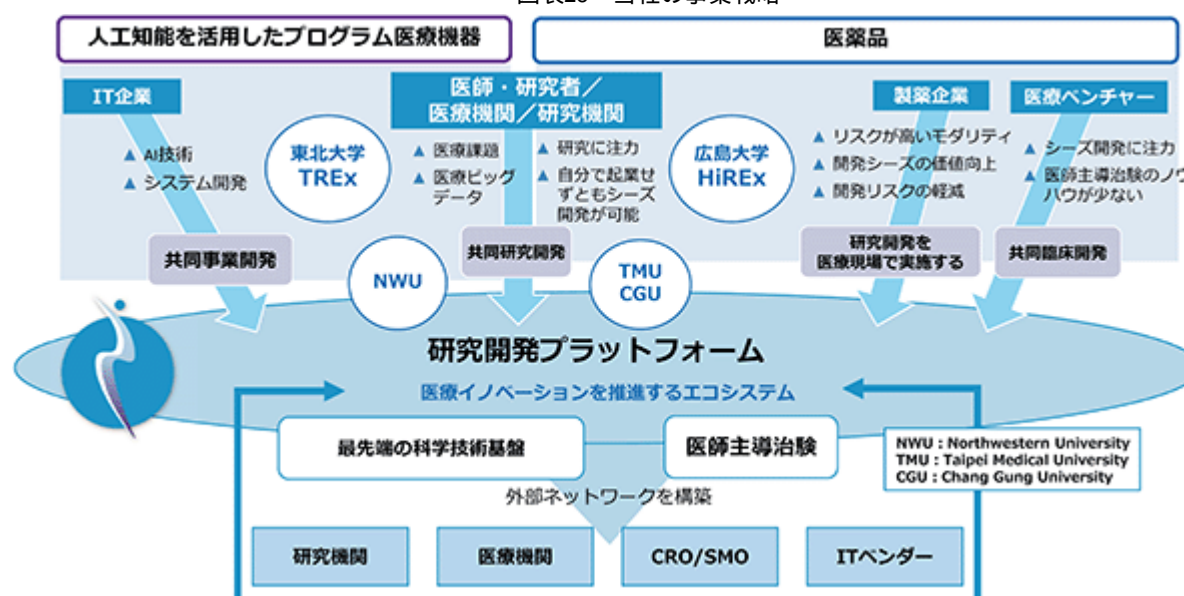 人工知能を活用したプログラム医療機器
医薬品
IT企業
▲ AI技術
▲ システム開発
共同事業開発
東北大学
TREx
医師・研究者／
医療機関／研究機関
▲ 医療課題
▲ 医療ビッグ
データ
▲ 研究に注力
▲ 自分で起業せ
ずともシーズ
開発が可能
共同研究開発
広島大学
HiREx
製薬企業
▲ リスクが高いモダリティ
▲ 開発シーズの価値向上
▲ 開発リスクの軽減
研究開発を
医療現場で実施する
医療ベンチャー
▲ シーズ開発に注力
▲ 医師主導治験のノウ
ハウが少ない
共同臨床開発
NWU
TMU
CGU
研究開発プラットフォーム
医療イノベーションを推進するエコシステム
最先端の科学技術基盤
医師主導治験
NWU : Northwestern University
TMU : Taipei Medical University
CGU : Chang Gung University
外部ネットワークを構築
研究機関
医療機関
CRO/SMO
ITベンダー